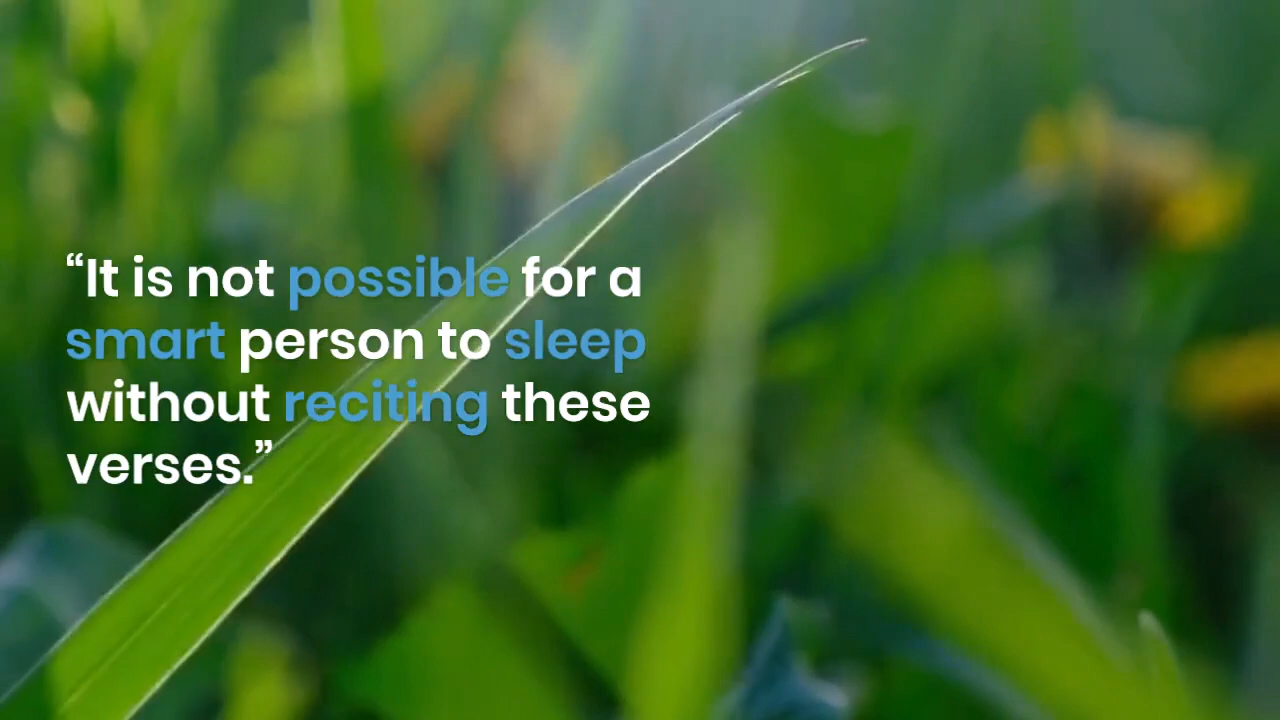 “It is not possible for a
smart person to sleep
without reciting these
verses.”